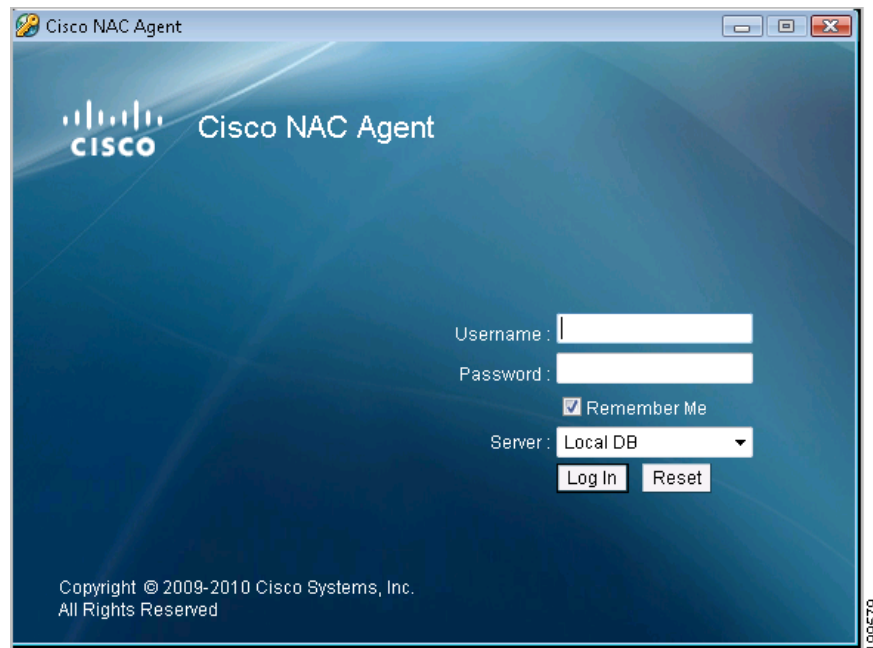 Cisco NAC Agent
CISCO
Cisco NAC Agent
Username :
Password :
Remember Me
Server : Local DB
Log In Reset
Copyright © 2009-2010 Cisco Systems, Inc.
All Rights Reserved